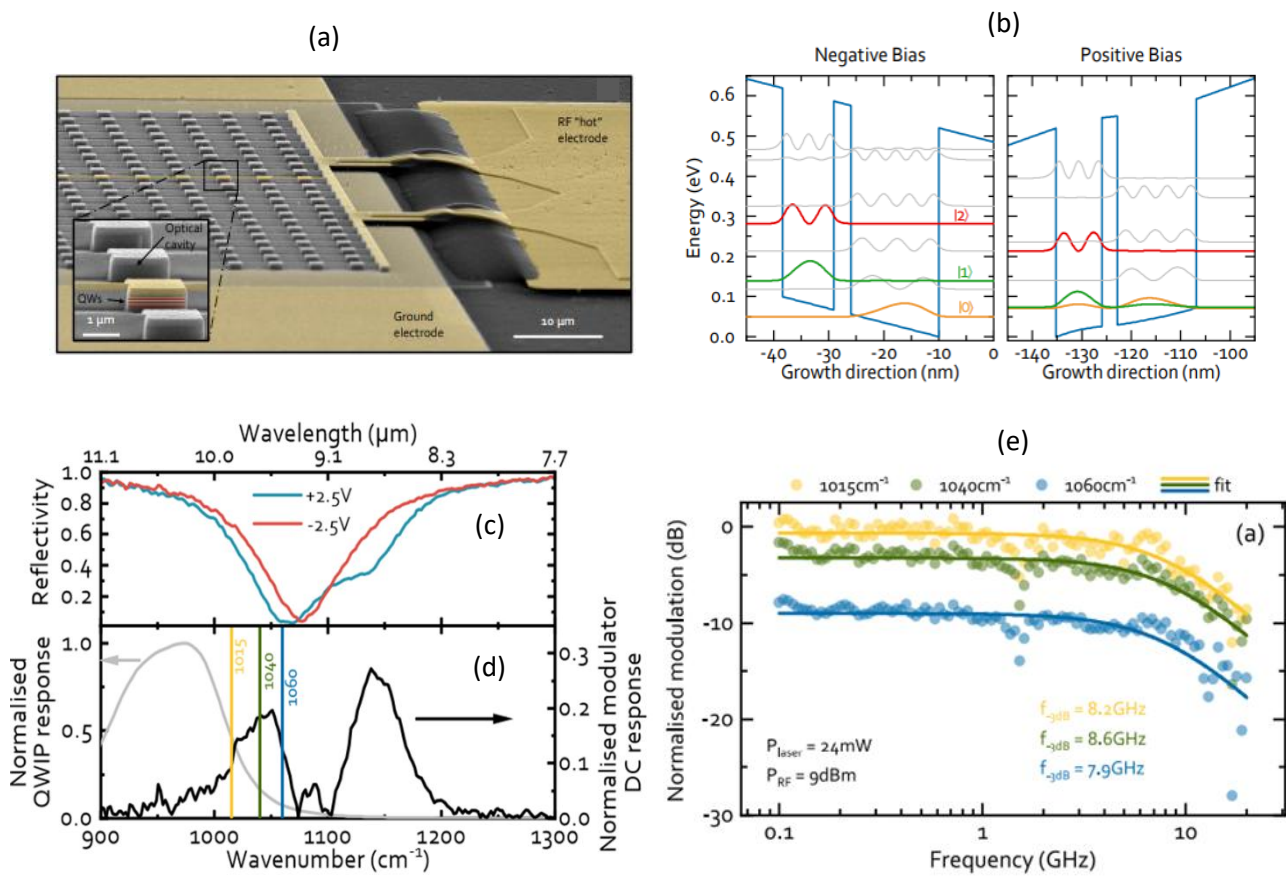 (a)
RF "hot"
electrode
Optical
cavity
QWs
1 μm
Ground
electrode
10 μm
(b)
Negative Bias
Positive Bias
Energy (eV)
0.6
0.5
0.4
0.3
0.2
0.1
0.0
|2⟩
|1⟩
|0⟩
-40 -30 -20 -10 0
-140 -130 -120 -110 -100
Growth direction (nm)
Growth direction (nm)
Wavelength (μm)
11.1 10.0 9.1 8.3 7.7
Reflectivity
1.0
0.8
0.6
0.4
0.2
+2.5V
-2.5V
(c)
Normalised
QWIP response
1.0
0.5
0.0
1015
1040
1060
(d)
0.3
0.2
0.1
0.0
Normalised modulator
DC response
900 1000 1100 1200 1300
Wavenumber (cm⁻¹)
(e)
1015cm⁻¹ 1040cm⁻¹ 1060cm⁻¹ fit
(a)
Normalised modulation (dB)
0
-10
-20
-30
P_laser = 24mW
P_RF = 9dBm
f_-3dB = 8.2GHz
f_-3dB = 8.6GHz
f_-3dB = 7.9GHz
0.1 1 10
Frequency (GHz)